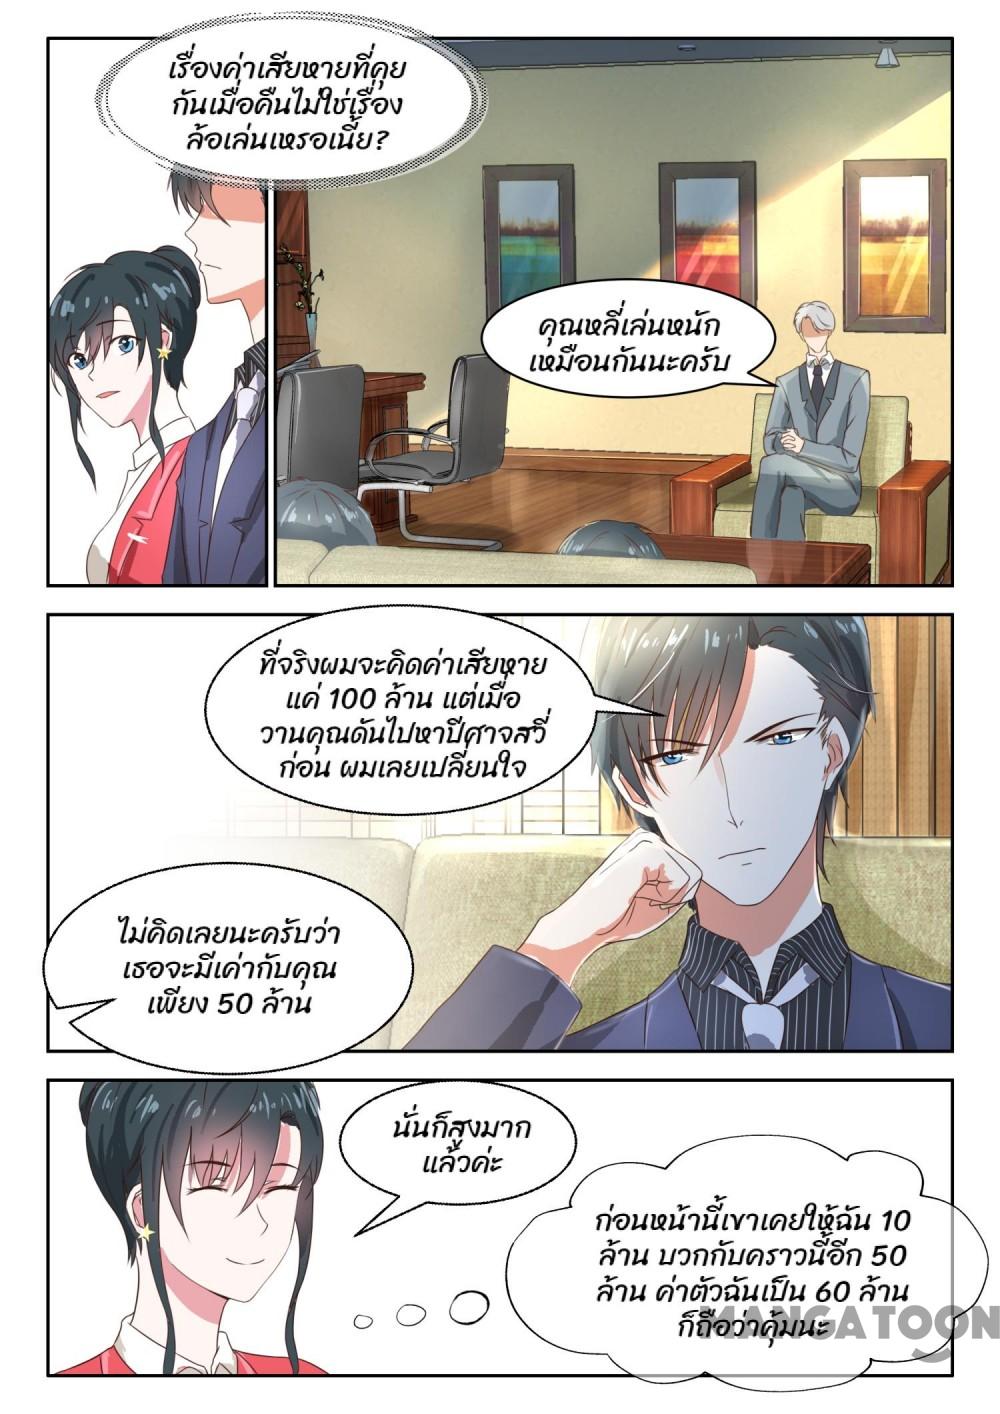 เรื่องค่าเสียหายที่คุย
กันเมื่อคืนไม่ใช่เรื่อง
ล้อเล่นเหรอเนี้ย?
คุณหลี่เล่นหนัก
เหมือนกันนะครับ
ที่จริงผมจะคิดค่าเสียหาย
แค่ 100 ล้าน แต่เมื่อ
วานคุณดันไปหาปีศาจสวี่
ก่อน ผมเลยเปลี่ยนใจ
ไม่คิดเลยนะครับว่า
เธอจะมีเค่ากับคุณ
เพียง 50 ล้าน
นั่นก็สูงมาก
แล้วค่ะ
ก่อนหน้านี้เขาเคยให้ฉัน 10
ล้าน บวกกับคราวนี้อีก 50
ล้าน ค่าตัวฉันเป็น 60 ล้าน
ก็ถือว่าคุ้มนะ
MANGATOON